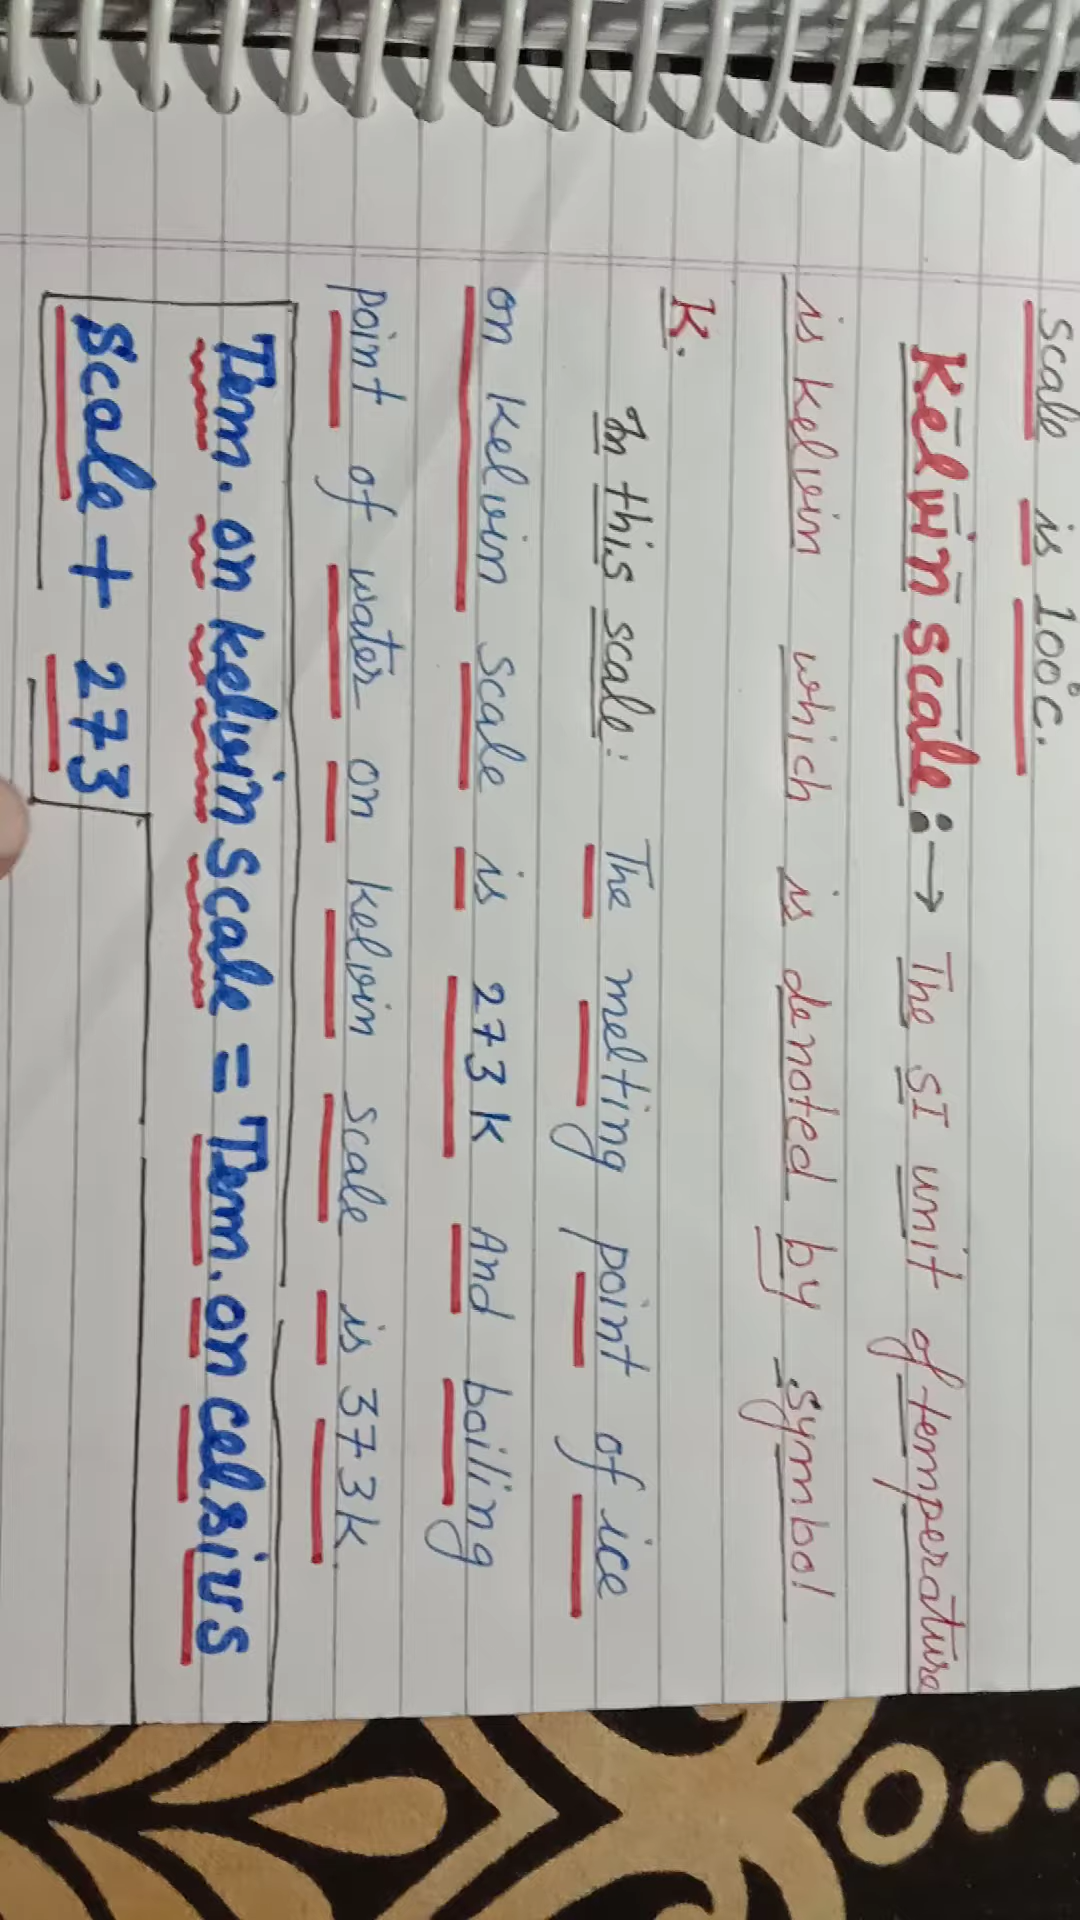 scale is 100°c.
Kelvin scale :→ The SI unit of temperature
is kelvin which is denoted by symbol
K.
In this scale: The melting point of ice
on kelvin scale is 273 K And boiling
point of water on kelvin scale is 373K.
Tem. on kelvin scale = Tem. on celsius
Scale + 273